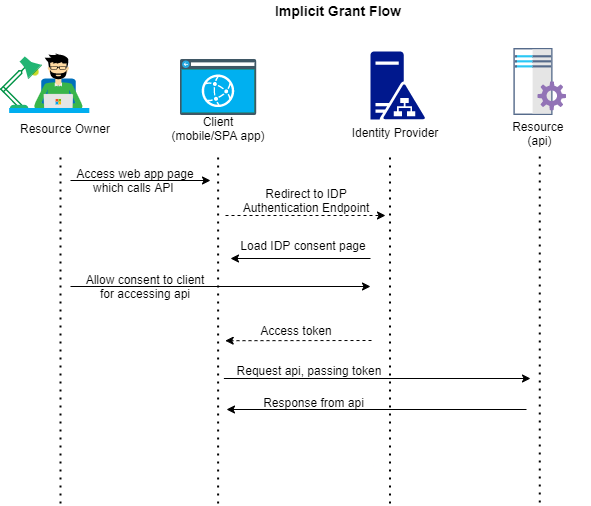 Implicit Grant Flow
Resource Owner
Client
(mobile/SPA app)
Identity Provider
Resource
(api)
Access web app page
which calls API
Redirect to IDP
Authentication Endpoint
Load IDP consent page
Allow consent to client
for accessing api
Access token
Request api, passing token
Response from api